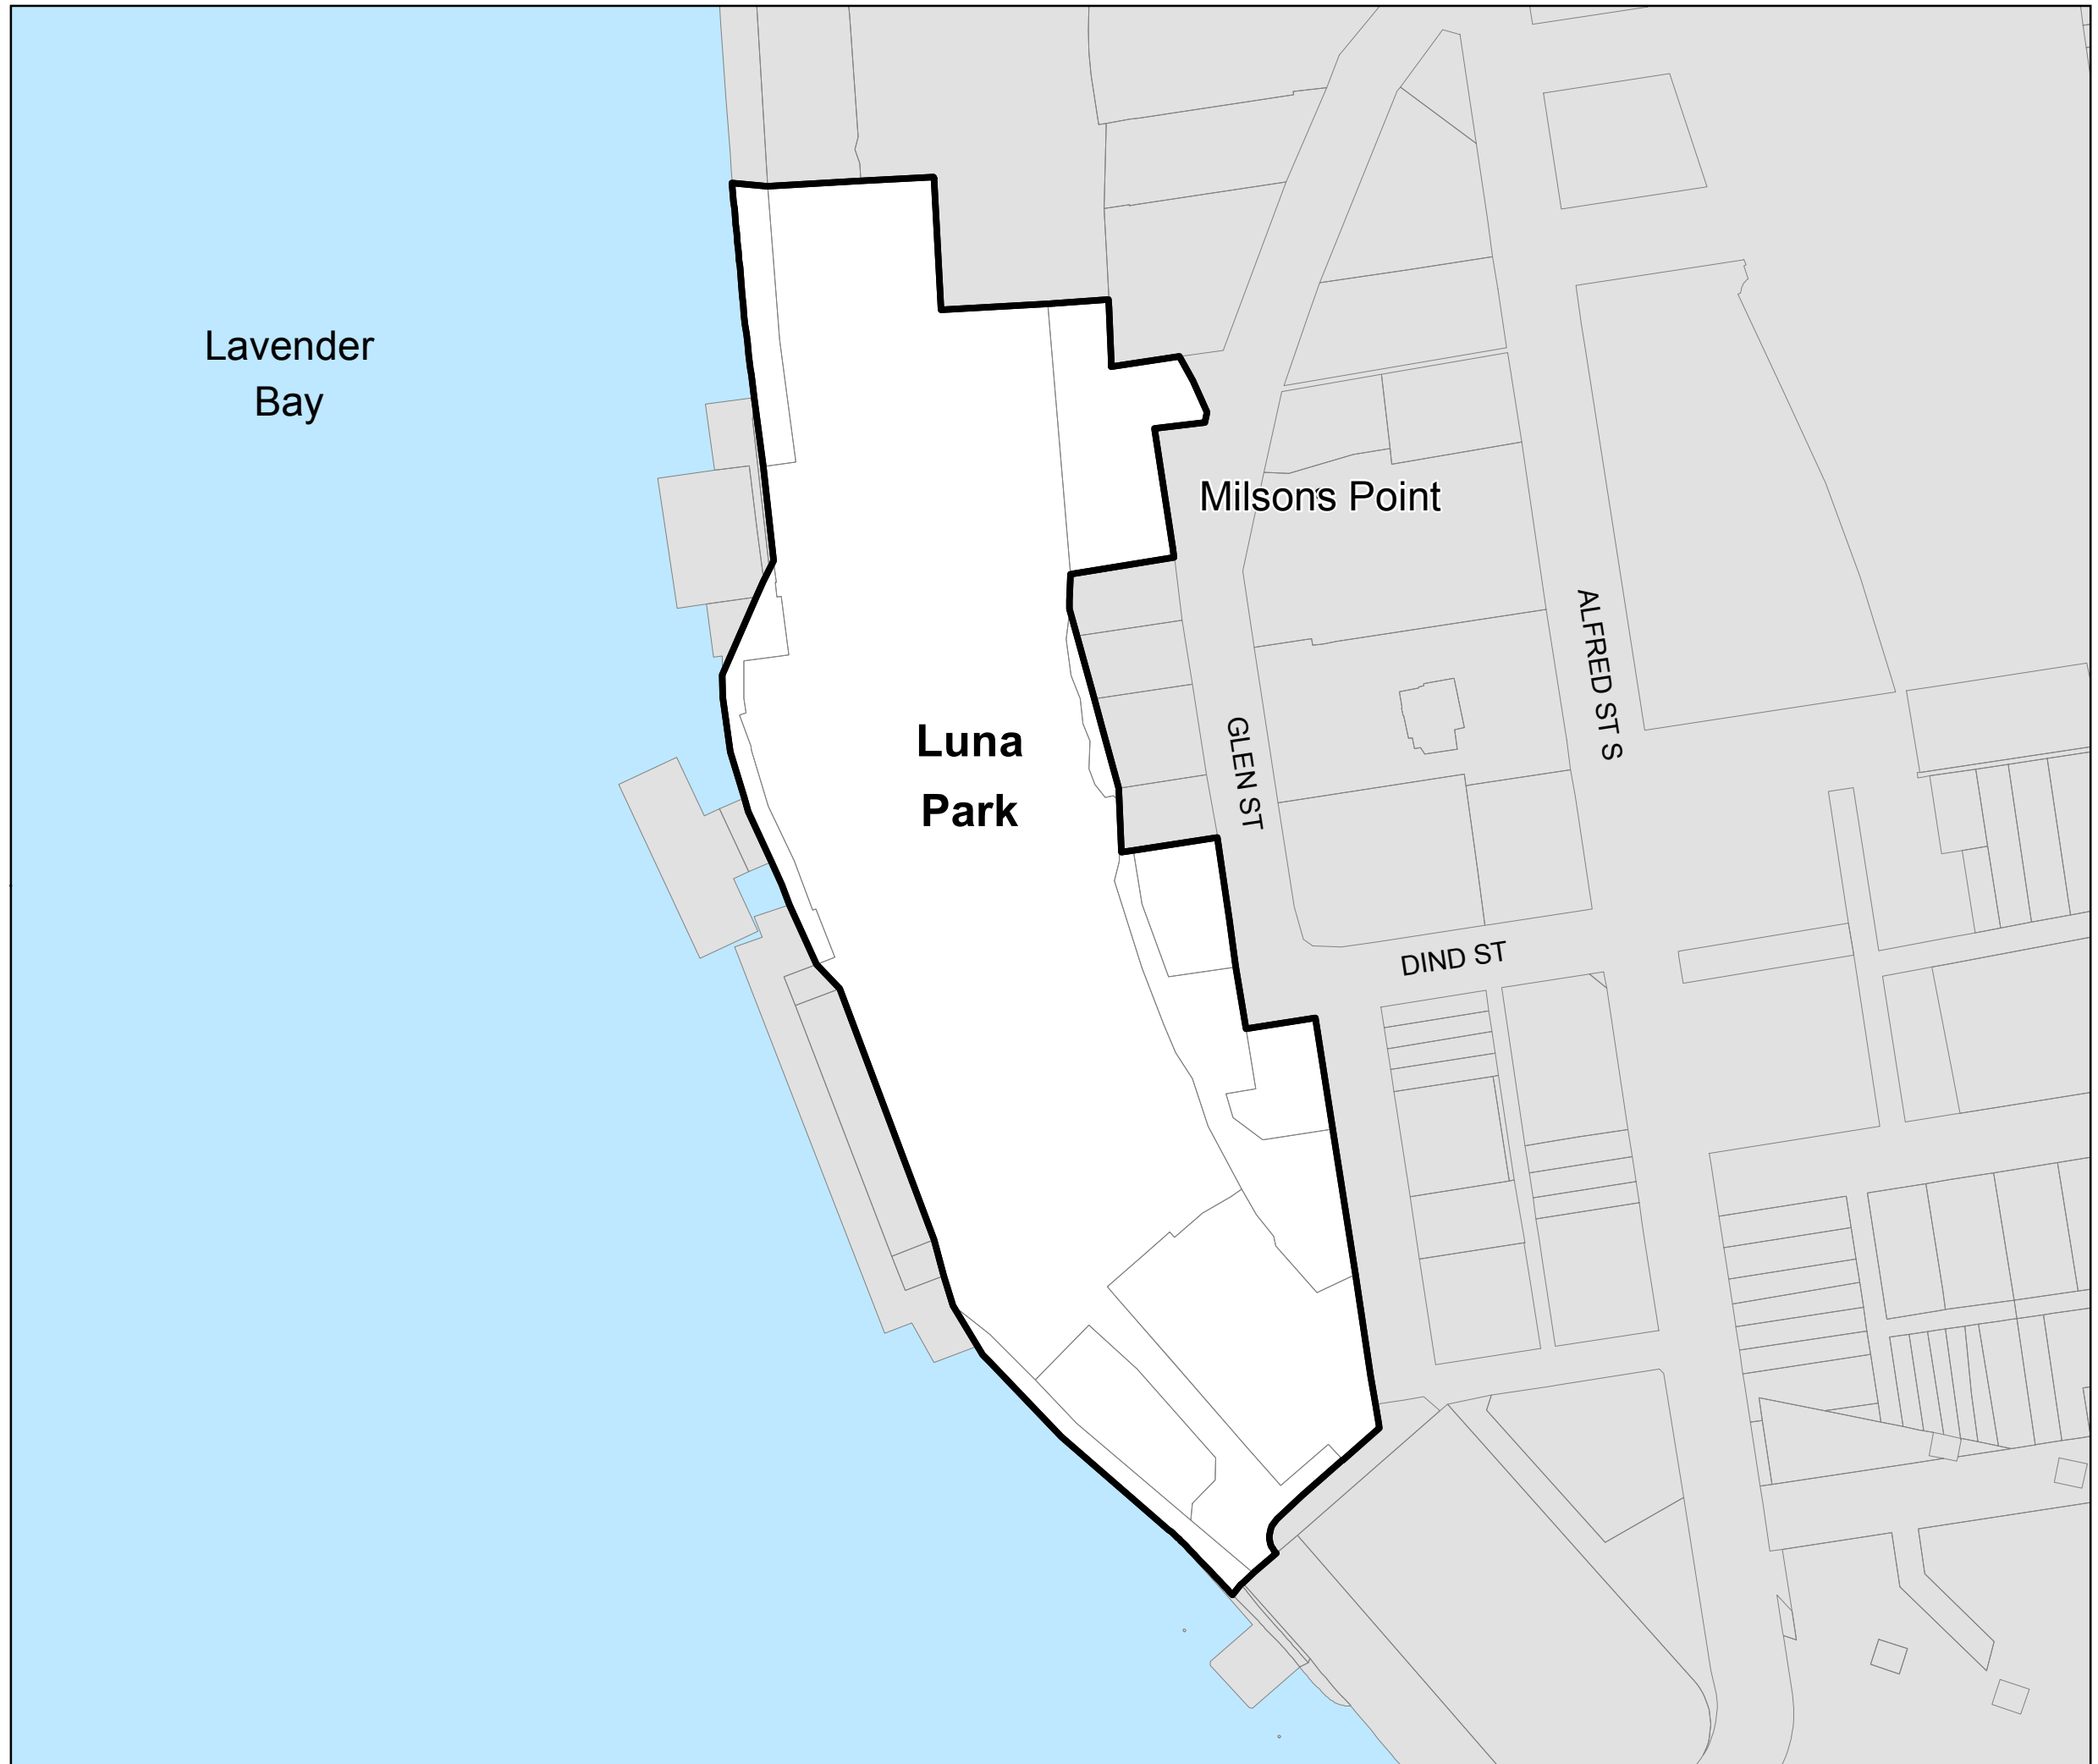 Lavender
Bay
Milsons Point
ALFRED ST S
Luna
Park
GLEN ST
DIND ST